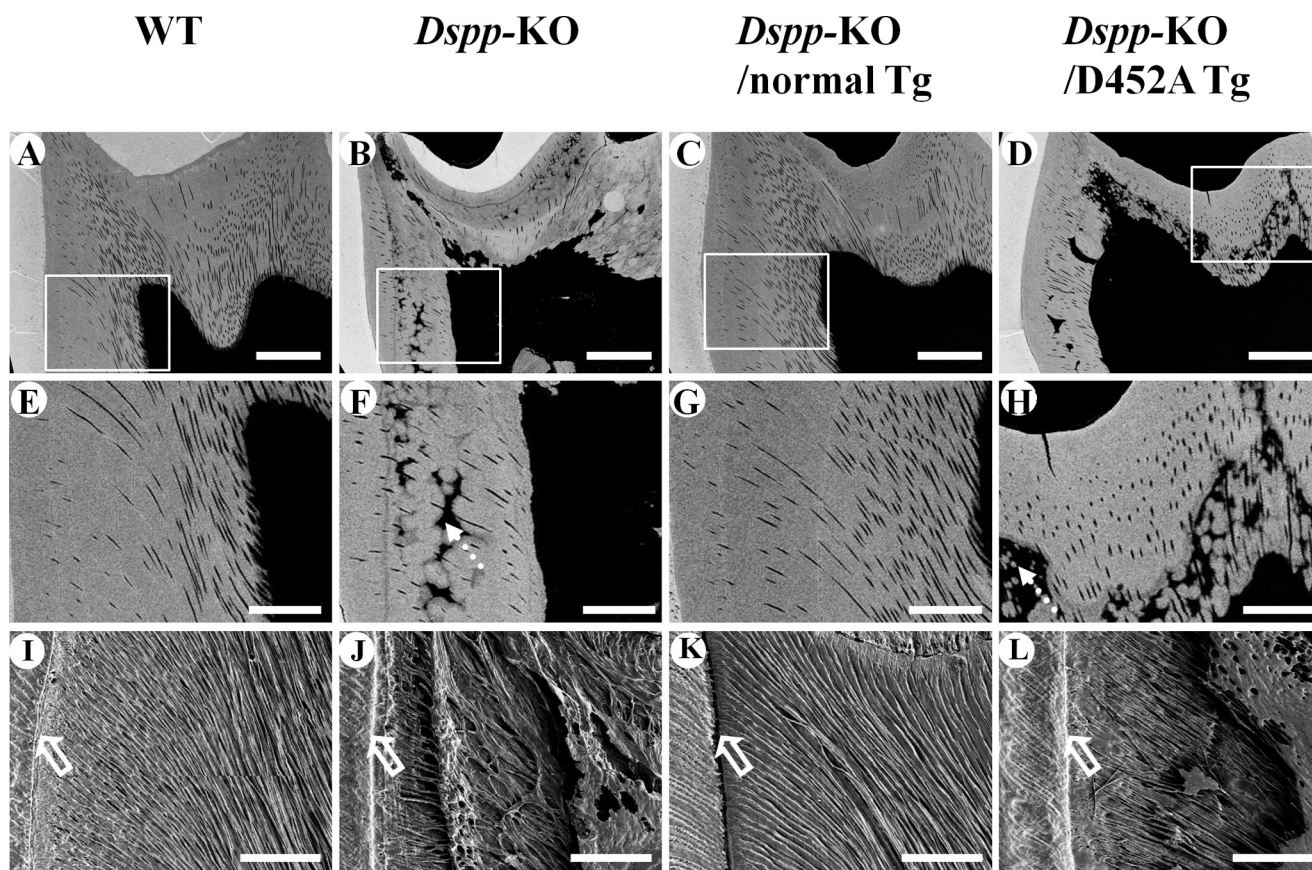 WT
Dspp-KO
Dspp-KO
/normal Tg
Dspp-KO
/D452A Tg
A
B
C
D
E
F
G
H
I
J
K
L